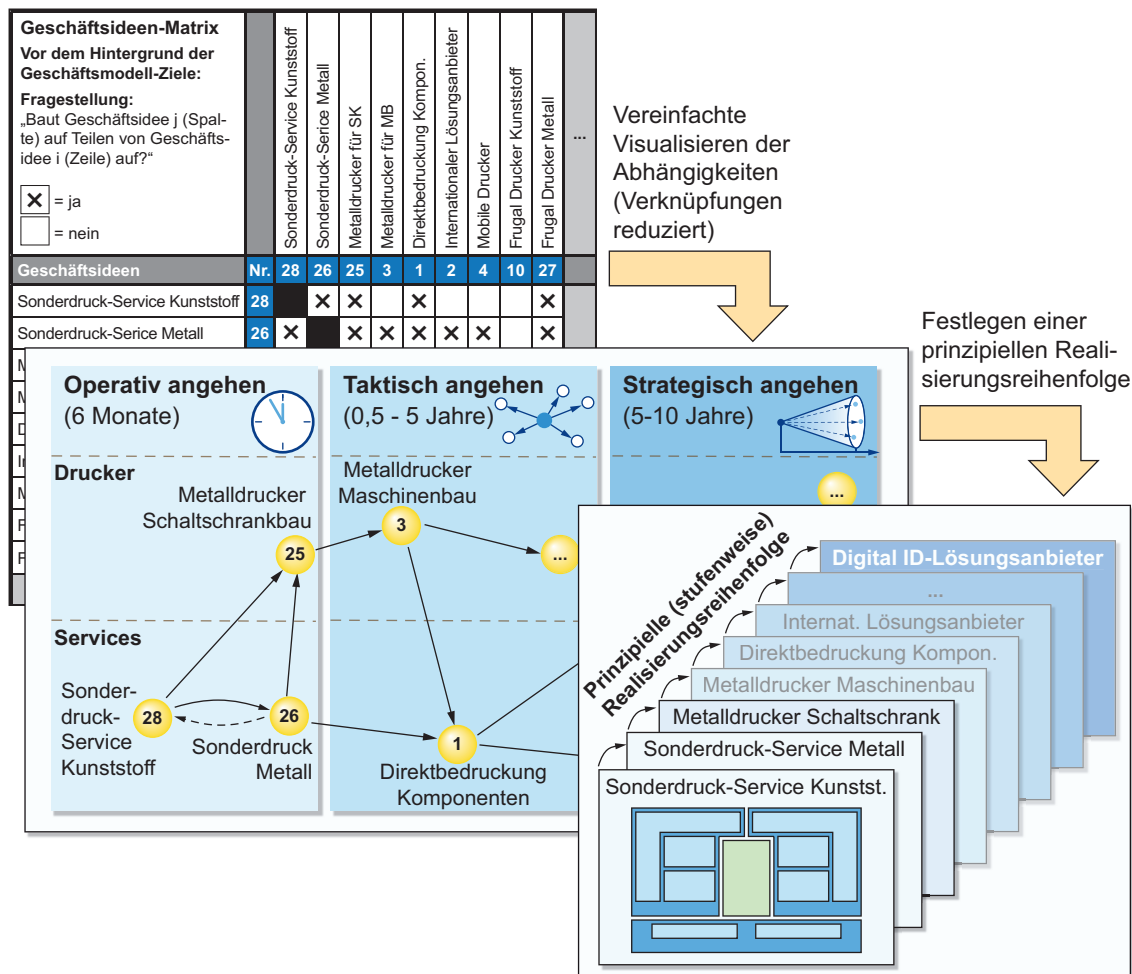 Geschäftsideen-Matrix
Vor dem Hintergrund der
Geschäftsmodell-Ziele:
Fragestellung:
„Baut Geschäftsidee j (Spal-
te) auf Teilen von Geschäfts-
idee i (Zeile) auf?“
✕ = ja
= nein
Sonderdruck-Service Kunststoff
Sonderdruck-Serice Metall
Metalldrucker für SK
Metalldrucker für MB
Direktbedruckung Kompon.
Internationaler Lösungsanbieter
Mobile Drucker
Frugal Drucker Kunststoff
Frugal Drucker Metall
...
Geschäftsideen Nr. 28 26 25 3 1 2 4 10 27
Sonderdruck-Service Kunststoff 28 ✕ ✕ ✕ ✕
Sonderdruck-Serice Metall 26 ✕ ✕ ✕ ✕ ✕ ✕ ✕
Vereinfachte
Visualisieren der
Abhängigkeiten
(Verknüpfungen
reduziert)
Festlegen einer
prinzipiellen Reali-
sierungsreihenfolge
Operativ angehen
(6 Monate)
Taktisch angehen
(0,5 - 5 Jahre)
Strategisch angehen
(5-10 Jahre)
Drucker
Metalldrucker
Schaltschrankbau
25
Metalldrucker
Maschinenbau
3
...
...
Services
Sonder-
druck-
Service
Kunststoff
28
26
Sonderdruck
Metall
1
Direktbedruckung
Komponenten
Prinzipielle (stufenweise)
Realisierungsreihenfolge
Digital ID-Lösungsanbieter
...
Internat. Lösungsanbieter
Direktbedruckung Kompon.
Metalldrucker Maschinenbau
Metalldrucker Schaltschrank
Sonderdruck-Service Metall
Sonderdruck-Service Kunstst.